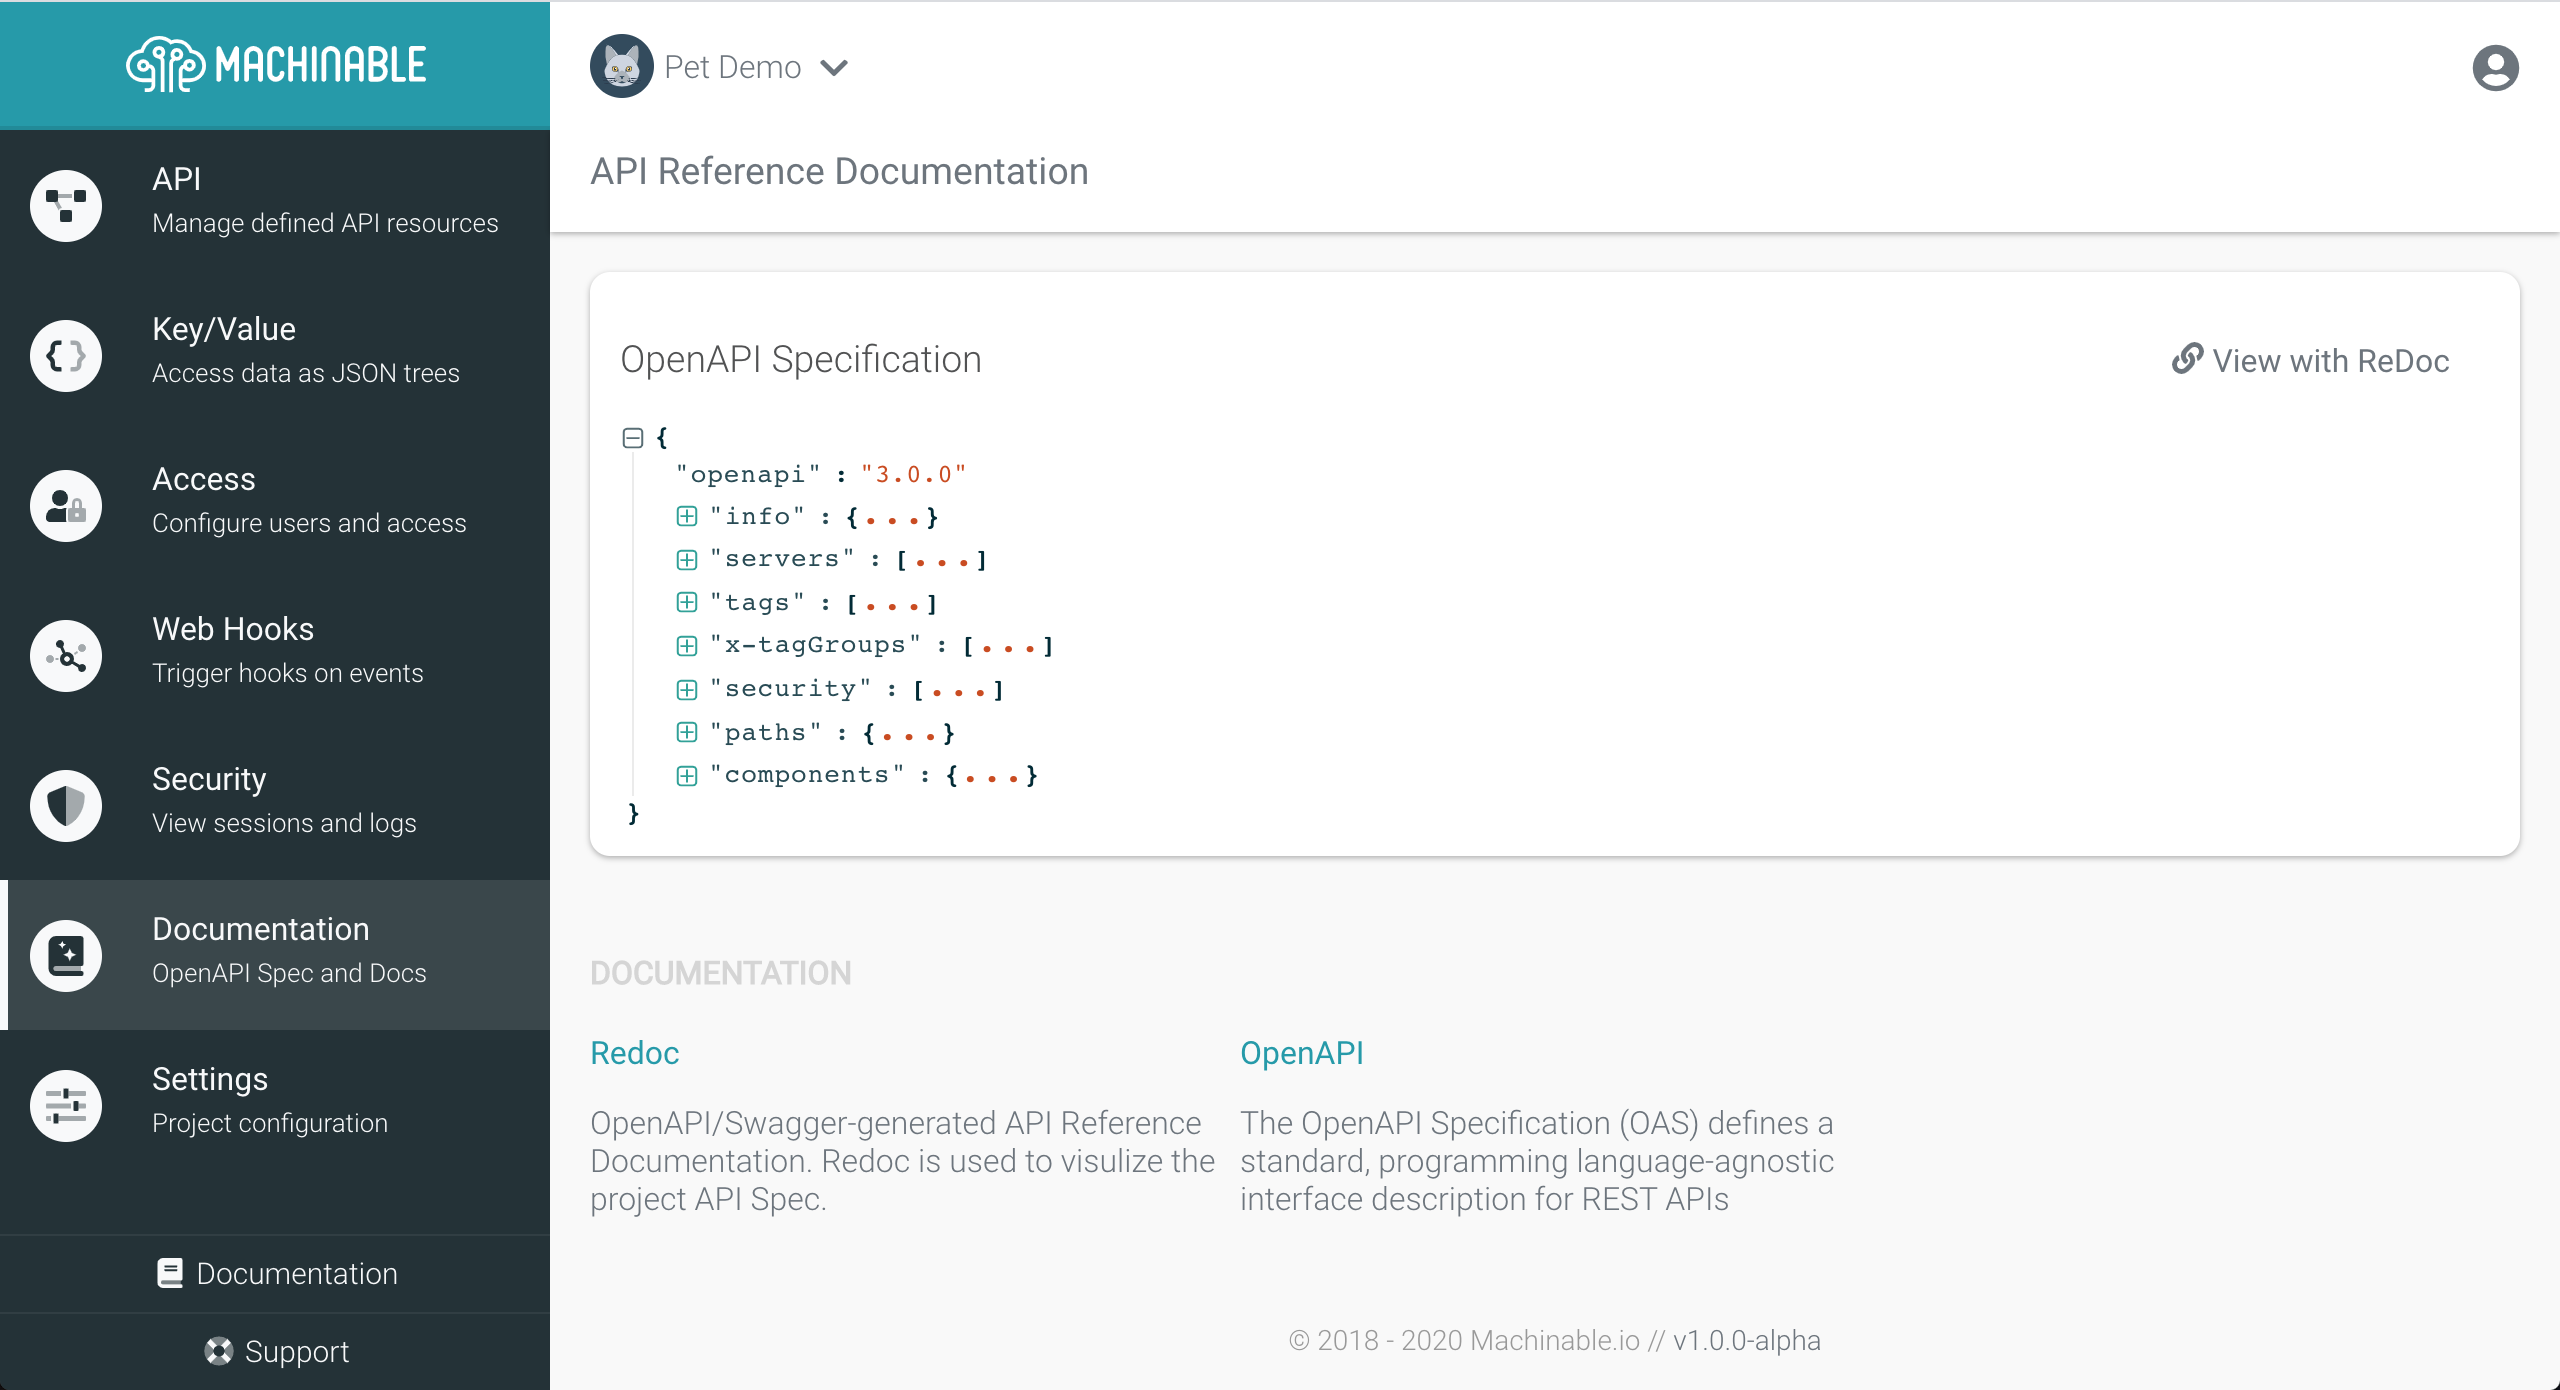 MACHINABLE
API
Manage defined API resources
Key/Value
Access data as JSON trees
Access
Configure users and access
Web Hooks
Trigger hooks on events
Security
View sessions and logs
Documentation
OpenAPI Spec and Docs
Settings
Project configuration
Documentation
Support
Pet Demo
API Reference Documentation
OpenAPI Specification
View with ReDoc
{
"openapi" : "3.0.0"
"info" : {...}
"servers" : [...]
"tags" : [...]
"x-tagGroups" : [...]
"security" : [...]
"paths" : {...}
"components" : {...}
}
DOCUMENTATION
Redoc
OpenAPI/Swagger-generated API Reference
Documentation. Redoc is used to visulize the
project API Spec.
OpenAPI
The OpenAPI Specification (OAS) defines a
standard, programming language-agnostic
interface description for REST APIs
© 2018 - 2020 Machinable.io // v1.0.0-alpha